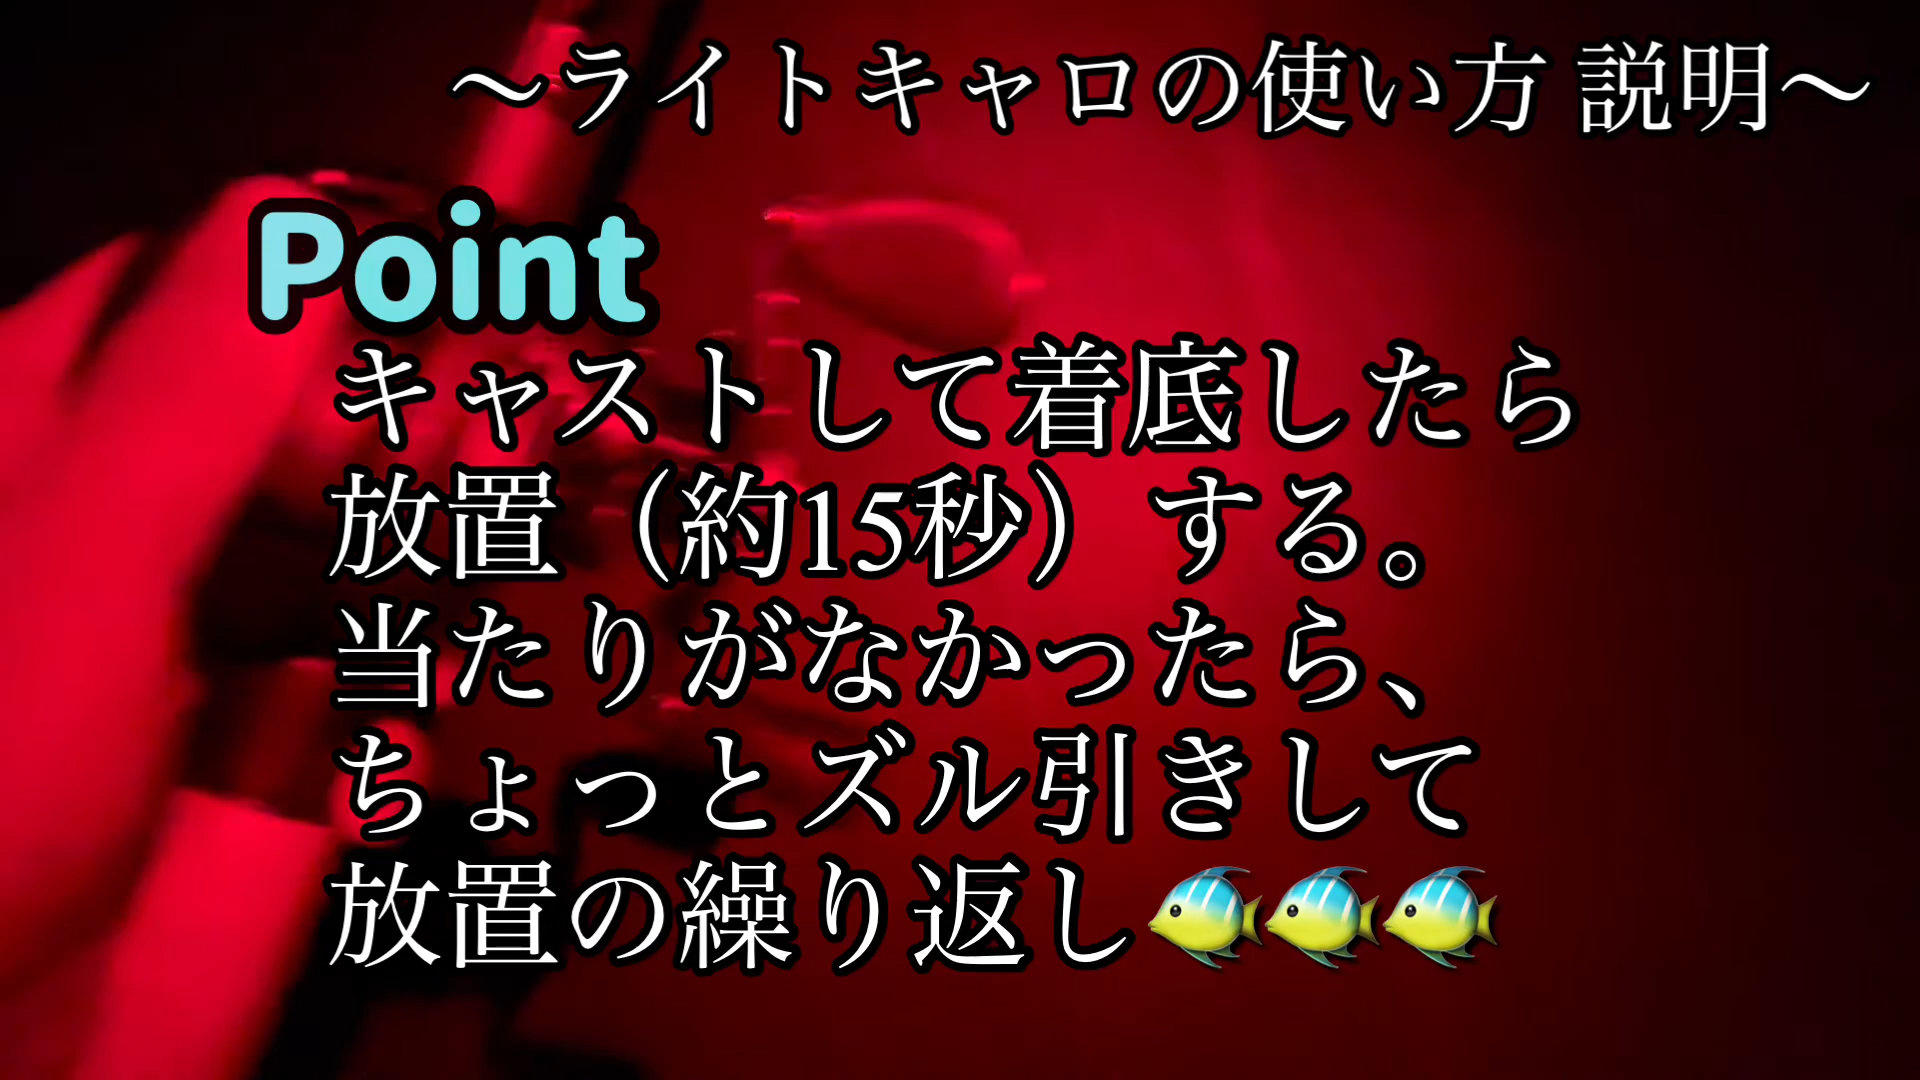 〜ライトキャロの使い方 説明〜
Point
キャストして着底したら
放置（約15秒）する。
当たりがなかったら、
ちょっとズル引きして
放置の繰り返し🐠🐠🐠